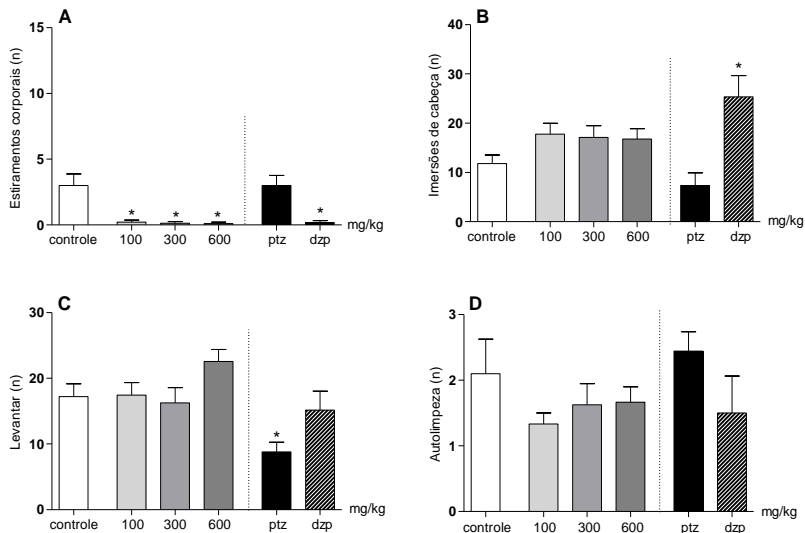 A
Estiramentos corporais (n)
15
10
5
0
*
*
*
*
controle
100
300
600
ptz
dzp
mg/kg
B
Imersões de cabeça (n)
40
30
20
10
0
*
controle
100
300
600
ptz
dzp
mg/kg
C
Levantar (n)
30
20
10
0
*
controle
100
300
600
ptz
dzp
mg/kg
D
Autolimpeza (n)
3
2
1
0
controle
100
300
600
ptz
dzp
mg/kg